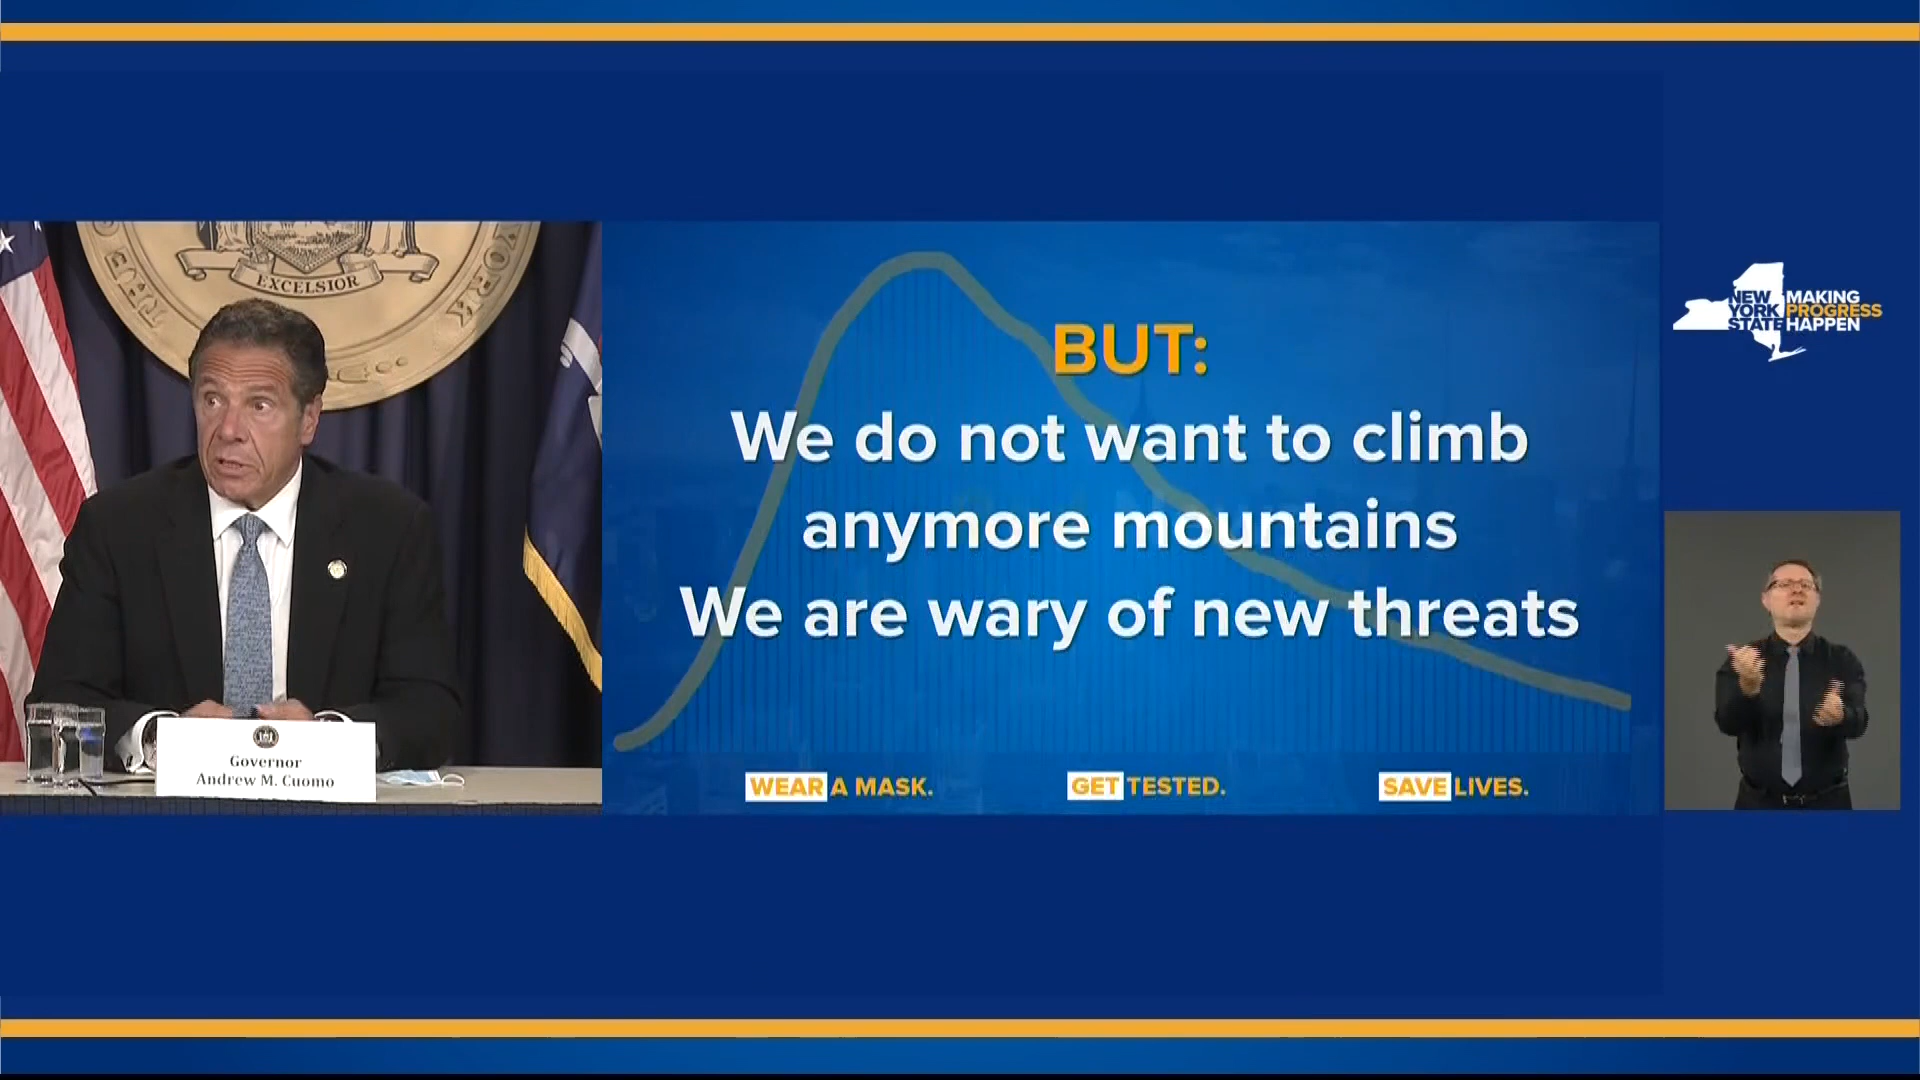 EXCELSIOR
Governor
Andrew M. Cuomo
BUT:
We do not want to climb
anymore mountains
We are wary of new threats
WEAR A MASK.
GET TESTED.
SAVE LIVES.
NEW
YORK
STATE
MAKING
PROGRESS
HAPPEN